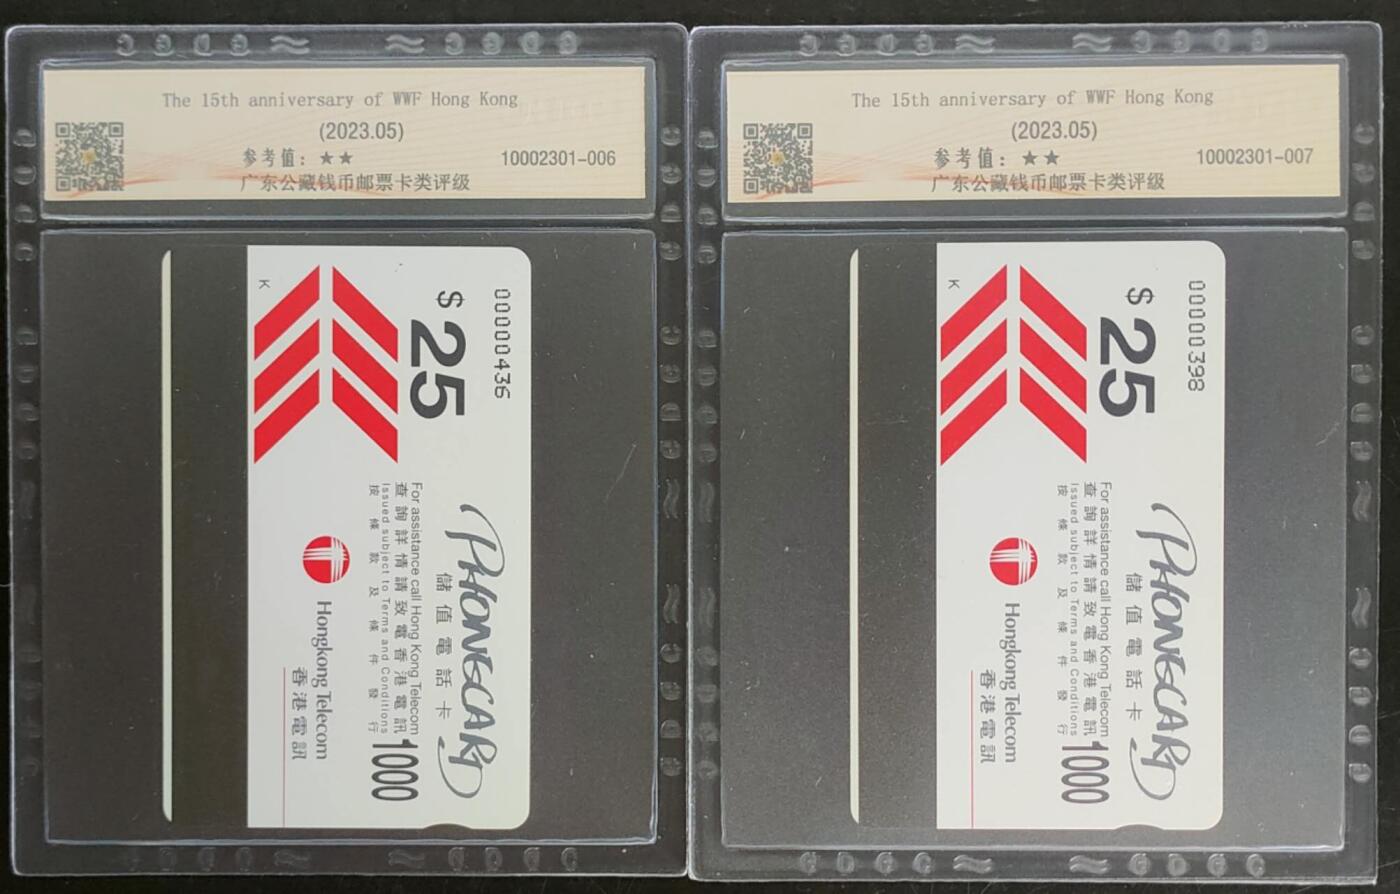 The 15th anniversary of WWF Hong Kong
(2023.05)
参考值：★★
10002301-006
广东公藏钱币邮票卡类评级
K
$25
00000436
PHONECARD
儲值電話卡
For assistance call Hong Kong Telecom
查詢詳情請致電香港電訊
Issued subject to Terms and Conditions
按條款及條件發行
1000
Hongkong Telecom
香港電訊
The 15th anniversary of WWF Hong Kong
(2023.05)
参考值：★★
10002301-007
广东公藏钱币邮票卡类评级
K
$25
00000398
PHONECARD
儲值電話卡
For assistance call Hong Kong Telecom
查詢詳情請致電香港電訊
Issued subject to Terms and Conditions
按條款及條件發行
1000
Hongkong Telecom
香港電訊